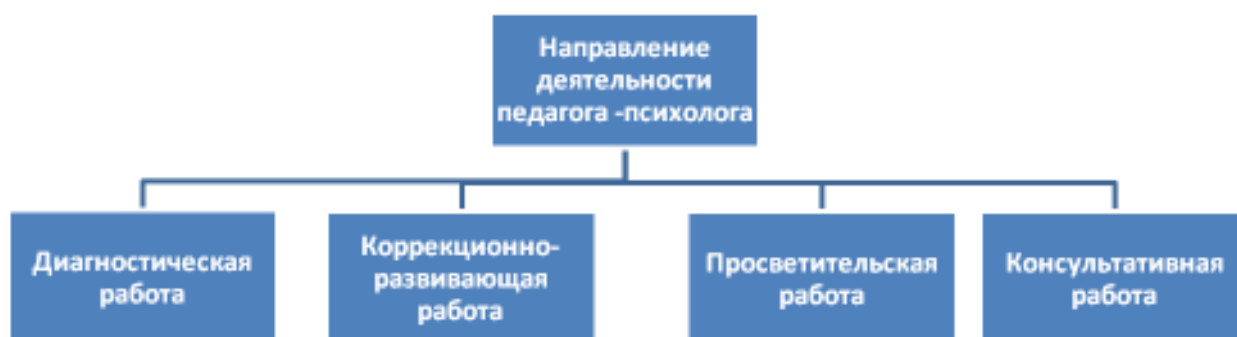 Направление
деятельности
педагога -психолога
Диагностическая
работа
Коррекционно-
развивающая
работа
Просветительская
работа
Консультативная
работа